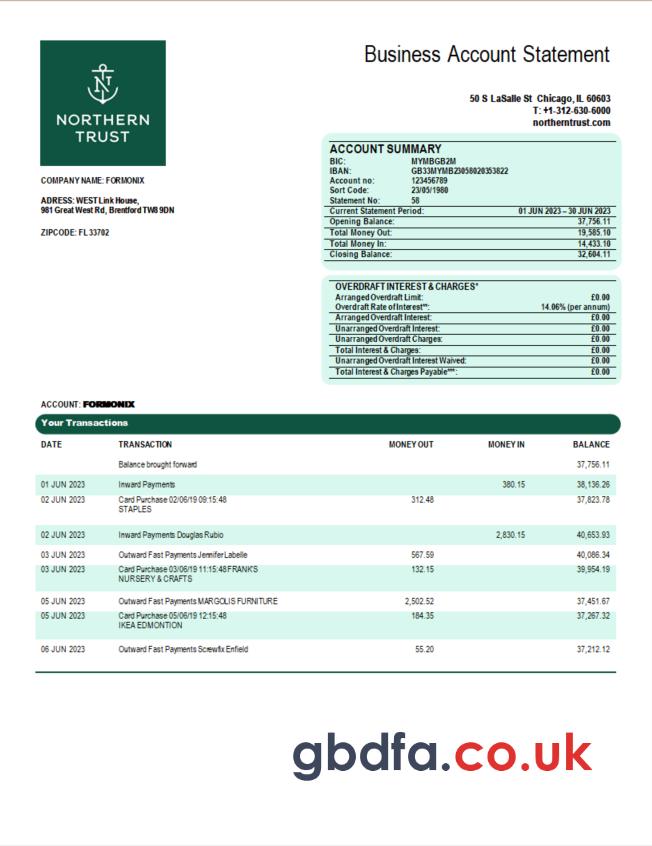 NORTHERN
TRUST
Business Account Statement
50 S LaSalle St Chicago, IL 60603
T: +1-312-630-6000
northerntrust.com
COMPANY NAME: FORMONIX
ADRESS: WEST Link House,
981 Great West Rd, Brentford TW8 9DN
ZIPCODE: FL 33702
ACCOUNT SUMMARY
BIC: MYMBGB2M
IBAN: GB33MYMB23058020353822
Account no: 123456789
Sort Code: 23/05/1980
Statement No: 58
Current Statement Period: 01 JUN 2023 – 30 JUN 2023
Opening Balance: 37,756.11
Total Money Out: 19,585.10
Total Money In: 14,433.10
Closing Balance: 32,604.11
OVERDRAFT INTEREST & CHARGES*
Arranged Overdraft Limit: £0.00
Overdraft Rate of Interest**: 14.06% (per annum)
Arranged Overdraft Interest: £0.00
Unarranged Overdraft Interest: £0.00
Unarranged Overdraft Charges: £0.00
Total Interest & Charges: £0.00
Unarranged Overdraft Interest Waived: £0.00
Total Interest & Charges Payable***: £0.00
ACCOUNT: FORMONIX
Your Transactions
DATE TRANSACTION MONEY OUT MONEY IN BALANCE
Balance brought forward 37,756.11
01 JUN 2023 Inward Payments 380.15 38,136.26
02 JUN 2023 Card Purchase 02/06/19 09:15:48 312.48 37,823.78
STAPLES
02 JUN 2023 Inward Payments Douglas Rubio 2,830.15 40,653.93
03 JUN 2023 Outward Fast Payments Jennifer Labelle 567.59 40,086.34
03 JUN 2023 Card Purchase 03/06/19 11:15:48 FRANKS 132.15 39,954.19
NURSERY & CRAFTS
05 JUN 2023 Outward Fast Payments MARGOLIS FURNITURE 2,502.52 37,451.67
05 JUN 2023 Card Purchase 05/06/19 12:15:48 184.35 37,267.32
IKEA EDMONTION
06 JUN 2023 Outward Fast Payments Screwfix Enfield 55.20 37,212.12
gbdfa.co.uk